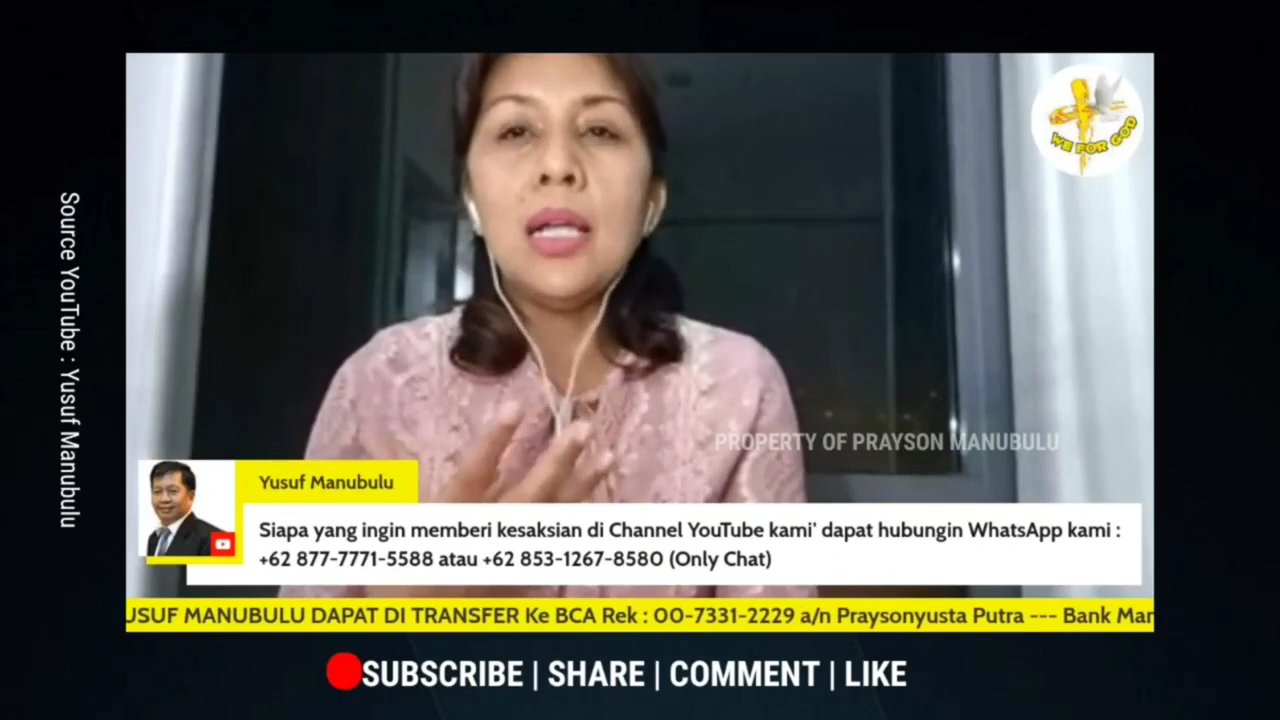 WE FOR GOD
Source YouTube : Yusuf Manubulu
PROPERTY OF PRAYSON MANUBULU
Yusuf Manubulu
Siapa yang ingin memberi kesaksian di Channel YouTube kami' dapat hubungin WhatsApp kami :
+62 877-7771-5588 atau +62 853-1267-8580 (Only Chat)
USUF MANUBULU DAPAT DI TRANSFER Ke BCA Rek : 00-7331-2229 a/n Praysonyusta Putra --- Bank Mar
SUBSCRIBE | SHARE | COMMENT | LIKE